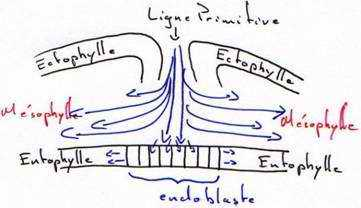 Ligne Primitive
Ectophylle
Ectophylle
Mésophylle
Mésophylle
Entophylle
Entophylle
endoblaste